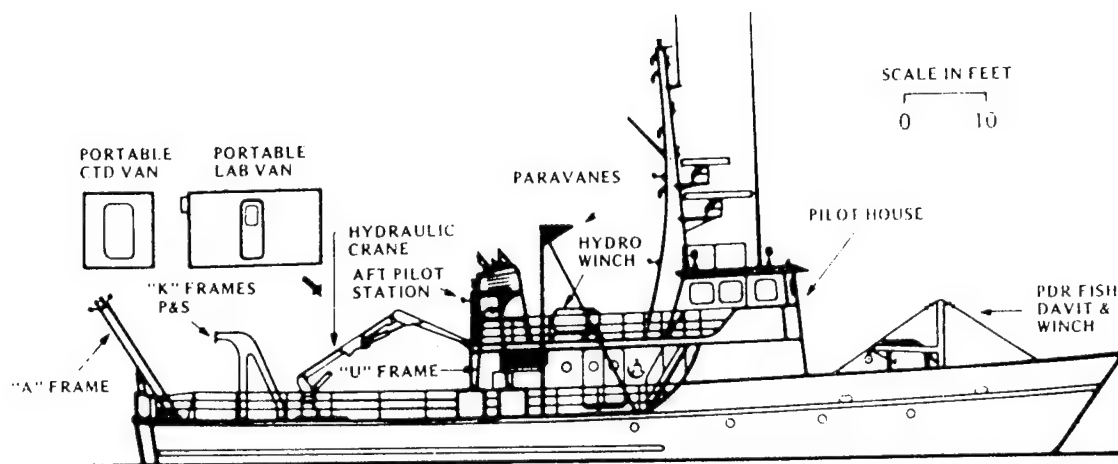 SCALE IN FEET
0 10
PORTABLE
CTD VAN
PORTABLE
LAB VAN
PARAVANES
PILOT HOUSE
HYDRAULIC
CRANE
HYDRO
WINCH
AFT PILOT
STATION
"K" FRAMES
P&S
PDR FISH
DAVIT &
WINCH
"A" FRAME
"U" FRAME